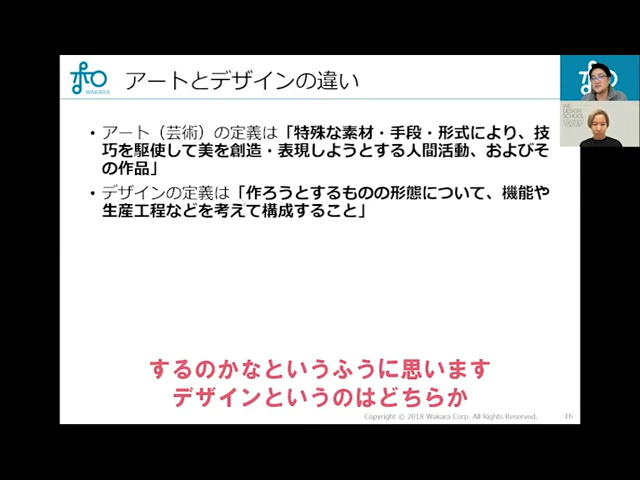 WAKARA
アートとデザインの違い
• アート（芸術）の定義は「特殊な素材・手段・形式により、技
巧を駆使して美を創造・表現しようとする人間活動、およびそ
の作品」
• デザインの定義は「作ろうとするものの形態について、機能や
生産工程などを考えて構成すること」
WE
DESIGN
SCHOOL
するのかなというふうに思います
デザインというのはどちらか
Copyright © 2018 Wakara Corp. All Rights Reserved.
16